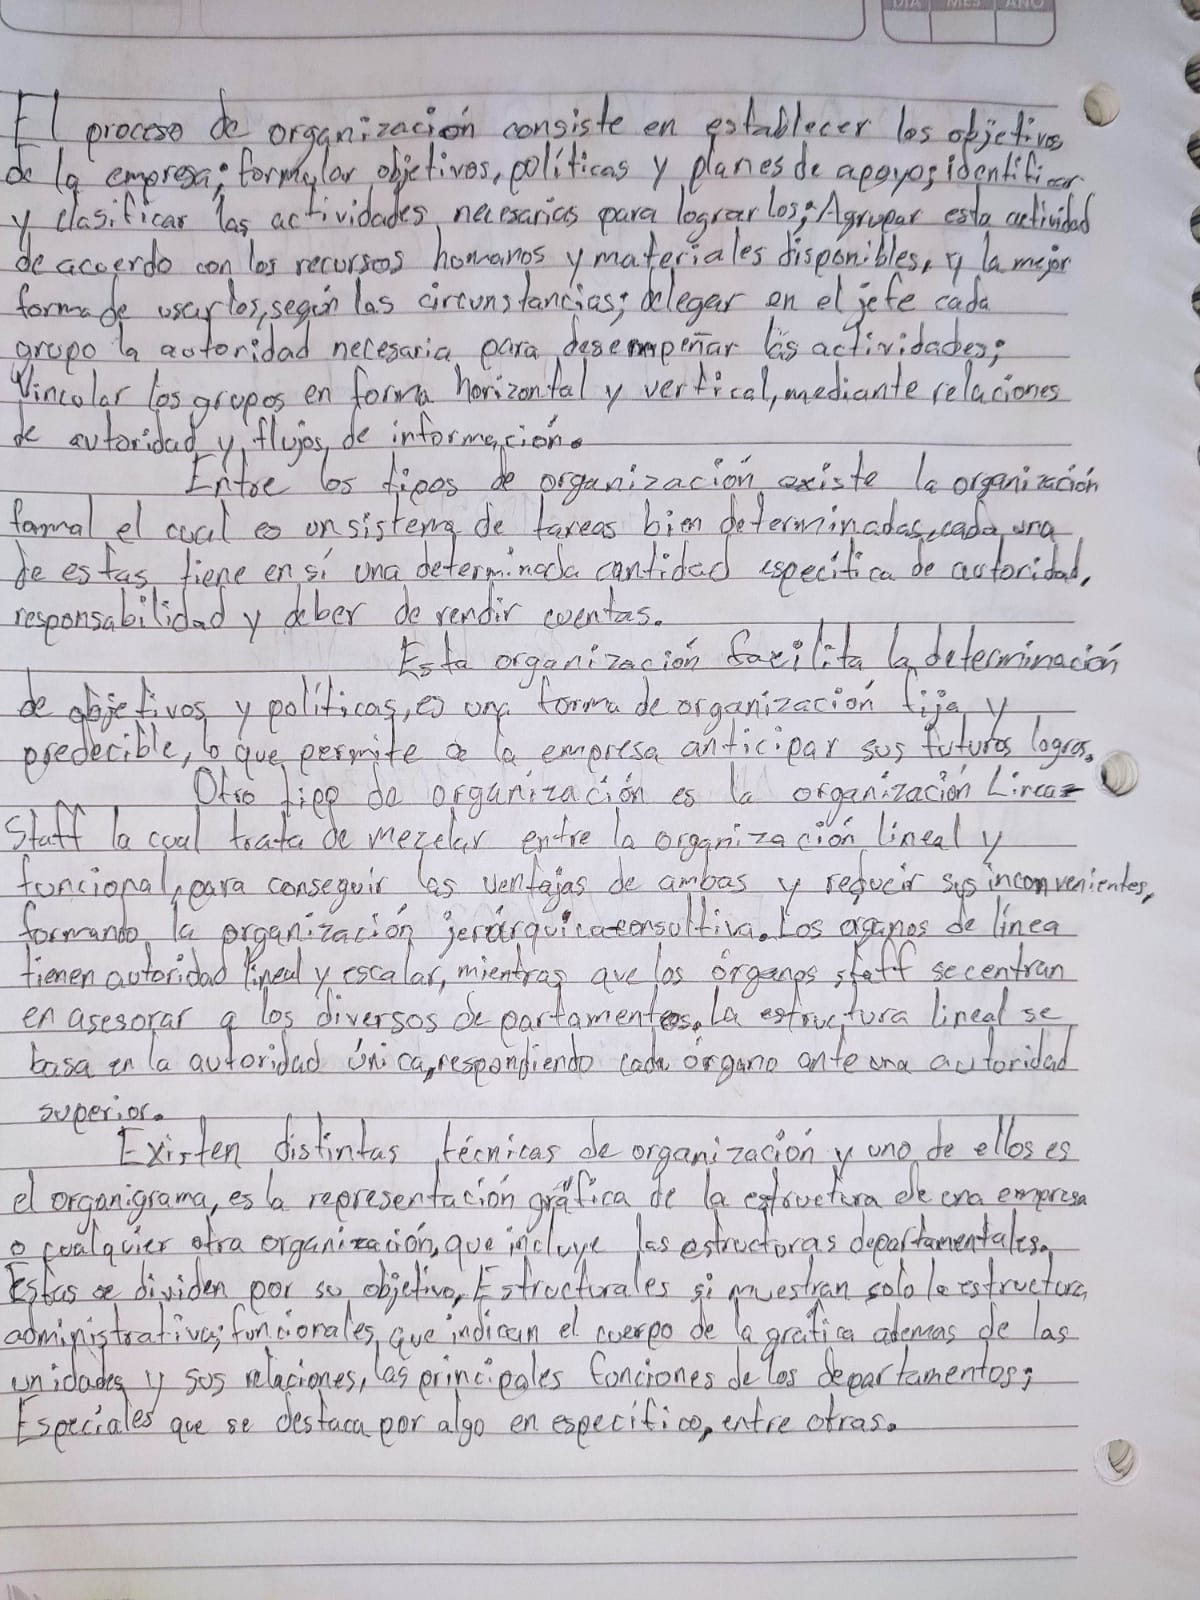 DIA MES AÑO
El proceso de organización consiste en establecer los objetivos
de la empresa; formular objetivos, políticas y planes de apoyo; identificar
y clasificar las actividades necesarias para lograrlos; Agrupar esta actividad
de acuerdo con los recursos humanos y materiales disponibles, y la mejor
forma de usarlos, según las circunstancias; delegar en el jefe cada
grupo la autoridad necesaria para desempeñar las actividades;
Vincular los grupos en forma horizontal y vertical, mediante relaciones
de autoridad y flujos de información.
Entre los tipos de organización existe la organización
formal el cual es un sistema de tareas bien determinadas, cada una
de estas tiene en sí una determinada cantidad específica de autoridad,
responsabilidad y deber de rendir cuentas.
Esta organización facilita la determinación
de objetivos y políticas, es una forma de organización fija y
predecible, lo que permite a la empresa anticipar sus futuros logros.
Otro tipo de organización es la organización Linea-
Staff la cual trata de mezclar entre la organización lineal y
funcional, para conseguir las ventajas de ambas y reducir sus inconvenientes,
formando la organización jerárquica-consultiva. Los órganos de línea
tienen autoridad lineal y escalar, mientras que los órganos staff se centran
en asesorar a los diversos departamentos. La estructura lineal se
basa en la autoridad única, respondiendo cada órgano ante una autoridad
superior.
Existen distintas técnicas de organización y uno de ellos es
el organigrama, es la representación gráfica de la estructura de una empresa
o cualquier otra organización, que incluye las estructuras departamentales.
Estas se dividen por su objetivo, Estructurales si muestran solo la estructura
administrativa; funcionales, que indican el cuerpo de la gráfica ademas de las
unidades y sus relaciones, las principales funciones de los departamentos;
Especiales que se destaca por algo en específico, entre otras.